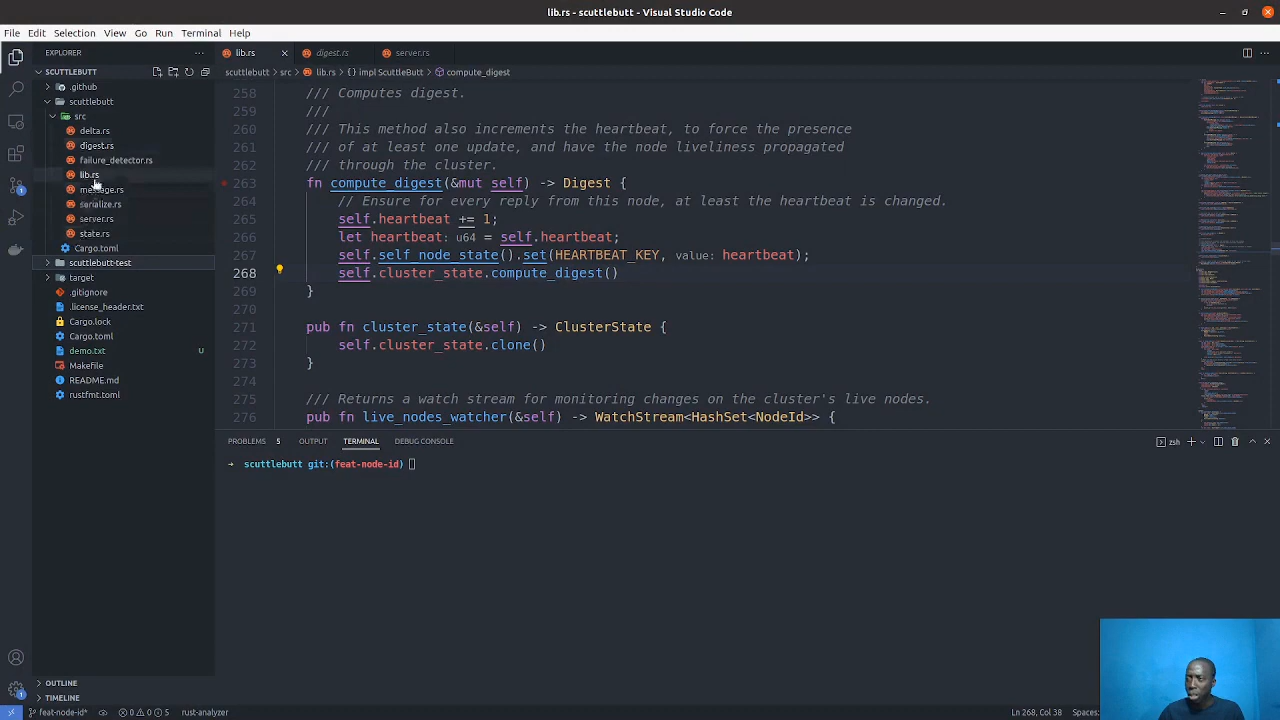 lib.rs - scuttlebutt - Visual Studio Code
File Edit Selection View Go Run Terminal Help
EXPLORER
lib.rs
digest.rs
server.rs
SCUTTLEBUTT
scuttlebutt > src > lib.rs > {} impl ScuttleButt > compute_digest
.github
scuttlebutt
src
delta.rs
digest.rs
failure_detector.rs
lib.rs
serialize.rs
server.rs
state.rs
Cargo.toml
scuttlebutt-test
target
.gitignore
.license_header.txt
Cargo.lock
Cargo.toml
demo.txt U
Makefile
README.md
rustfmt.toml
258 /// Computes digest.
259 ///
260 /// This method also increments the heartbeat, to force the presence
261 /// of at least one update, and have the node liveliness propagated
262 /// through the cluster.
263 fn compute_digest(&mut self) -> Digest {
264 // Ensure for every reply from this node, at least the heartbeat is changed.
265 self.heartbeat += 1;
266 let heartbeat: u64 = self.heartbeat;
267 self.self_node_state().set(HEARTBEAT_KEY, value: heartbeat);
268 self.cluster_state.compute_digest()
269 }
270
271 pub fn cluster_state(&self) -> ClusterState {
272 self.cluster_state.clone()
273 }
274
275 /// Returns a watch stream for monitoring changes on the cluster's live nodes.
276 pub fn live_nodes_watcher(&self) -> WatchStream<HashSet<NodeId>> {
PROBLEMS 5 OUTPUT TERMINAL DEBUG CONSOLE
zsh
→ scuttlebutt git:(feat-node-id)
OUTLINE
TIMELINE
feat-node-id* 0 0 5 rust-analyzer
Ln 268, Col 38 Spaces: